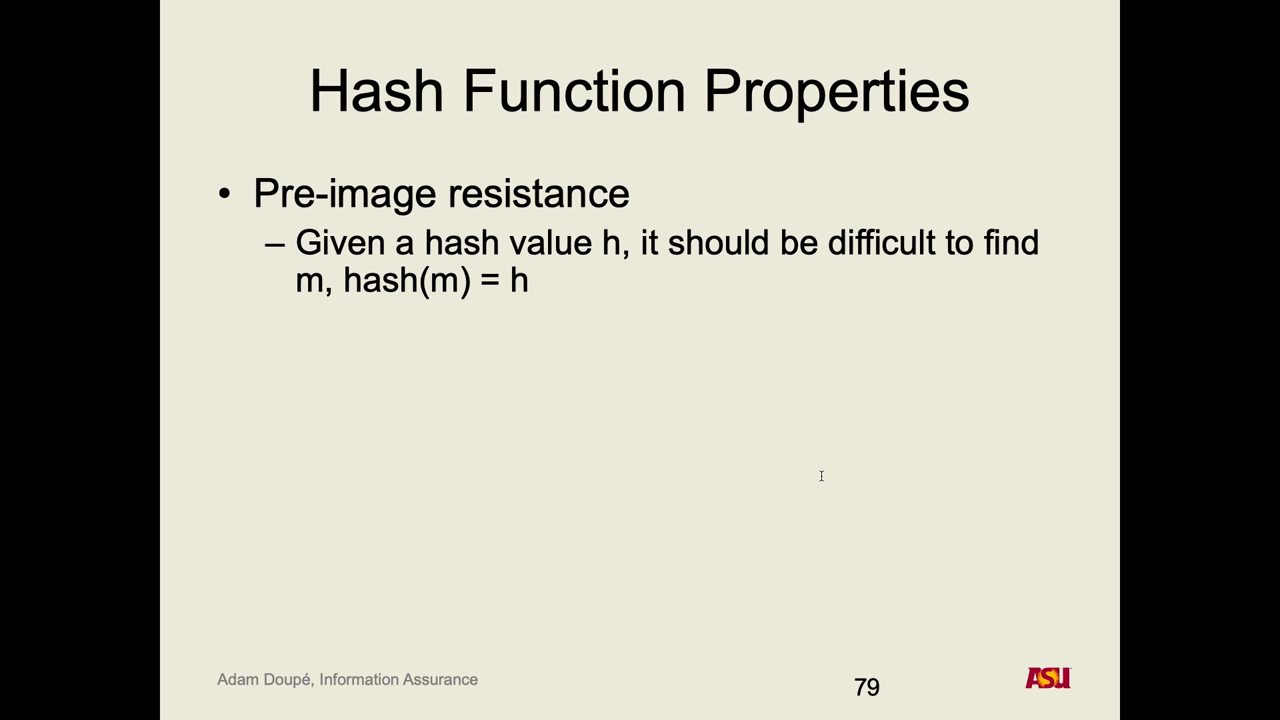 Hash Function Properties
• Pre-image resistance
– Given a hash value h, it should be difficult to find
m, hash(m) = h
Adam Doupé, Information Assurance
79
ASU